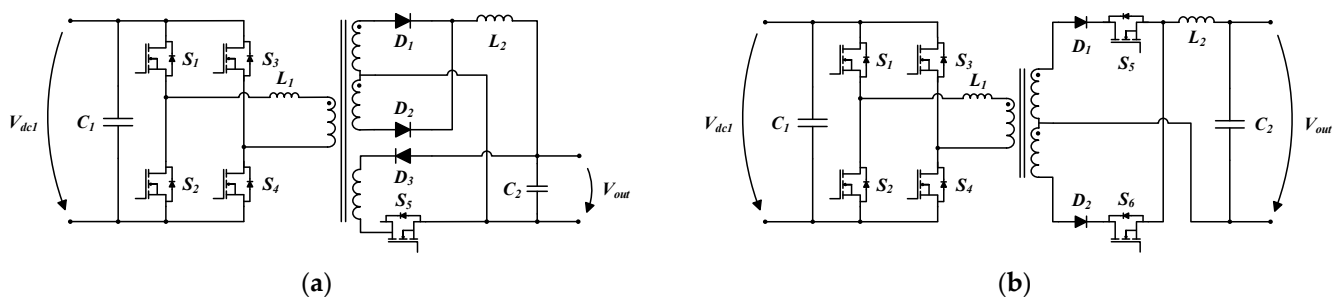 V_dc1
C_1
S_1
S_3
L_1
S_2
S_4
D_1
L_2
D_2
D_3
S_5
C_2
V_out
(a)
V_dc1
C_1
S_1
S_3
L_1
S_2
S_4
D_1
S_5
L_2
D_2
S_6
C_2
V_out
(b)